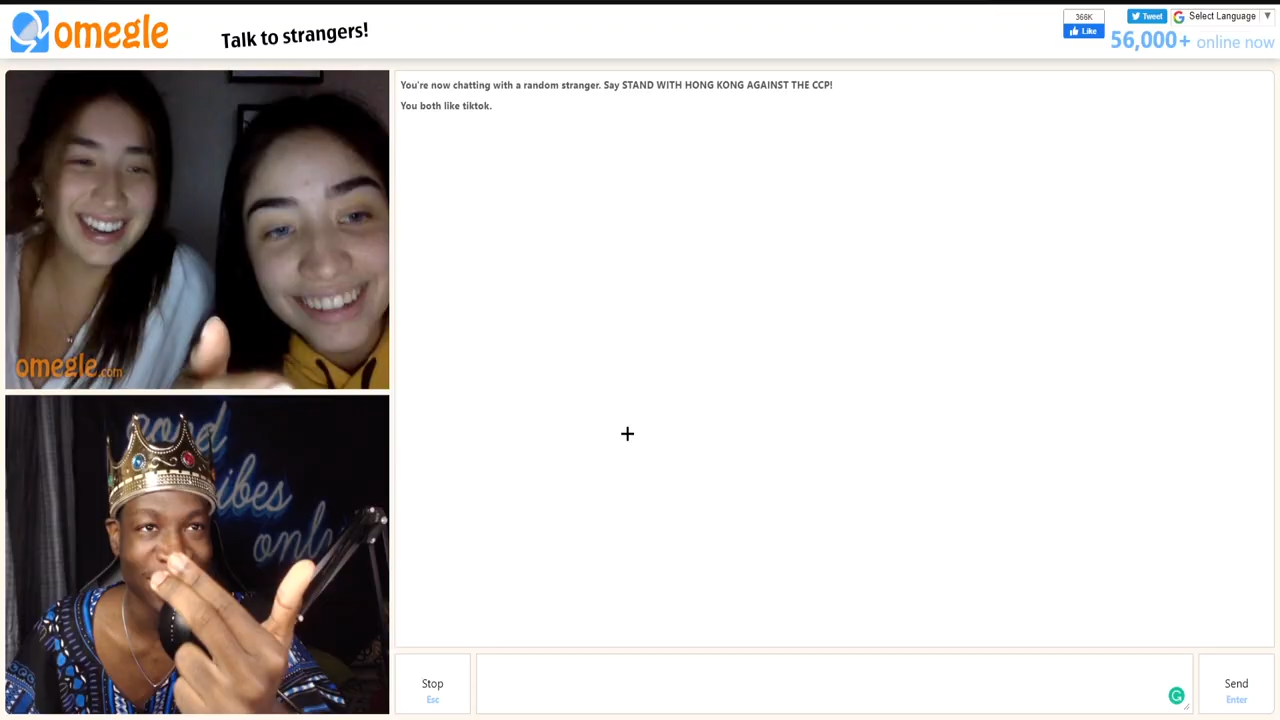 omegle
Talk to strangers!
366K
Like
Tweet
Select Language
56,000+ online now
You're now chatting with a random stranger. Say STAND WITH HONG KONG AGAINST THE CCP!
You both like tiktok.
omegle.com
good
vibes
only
Stop
Esc
Send
Enter